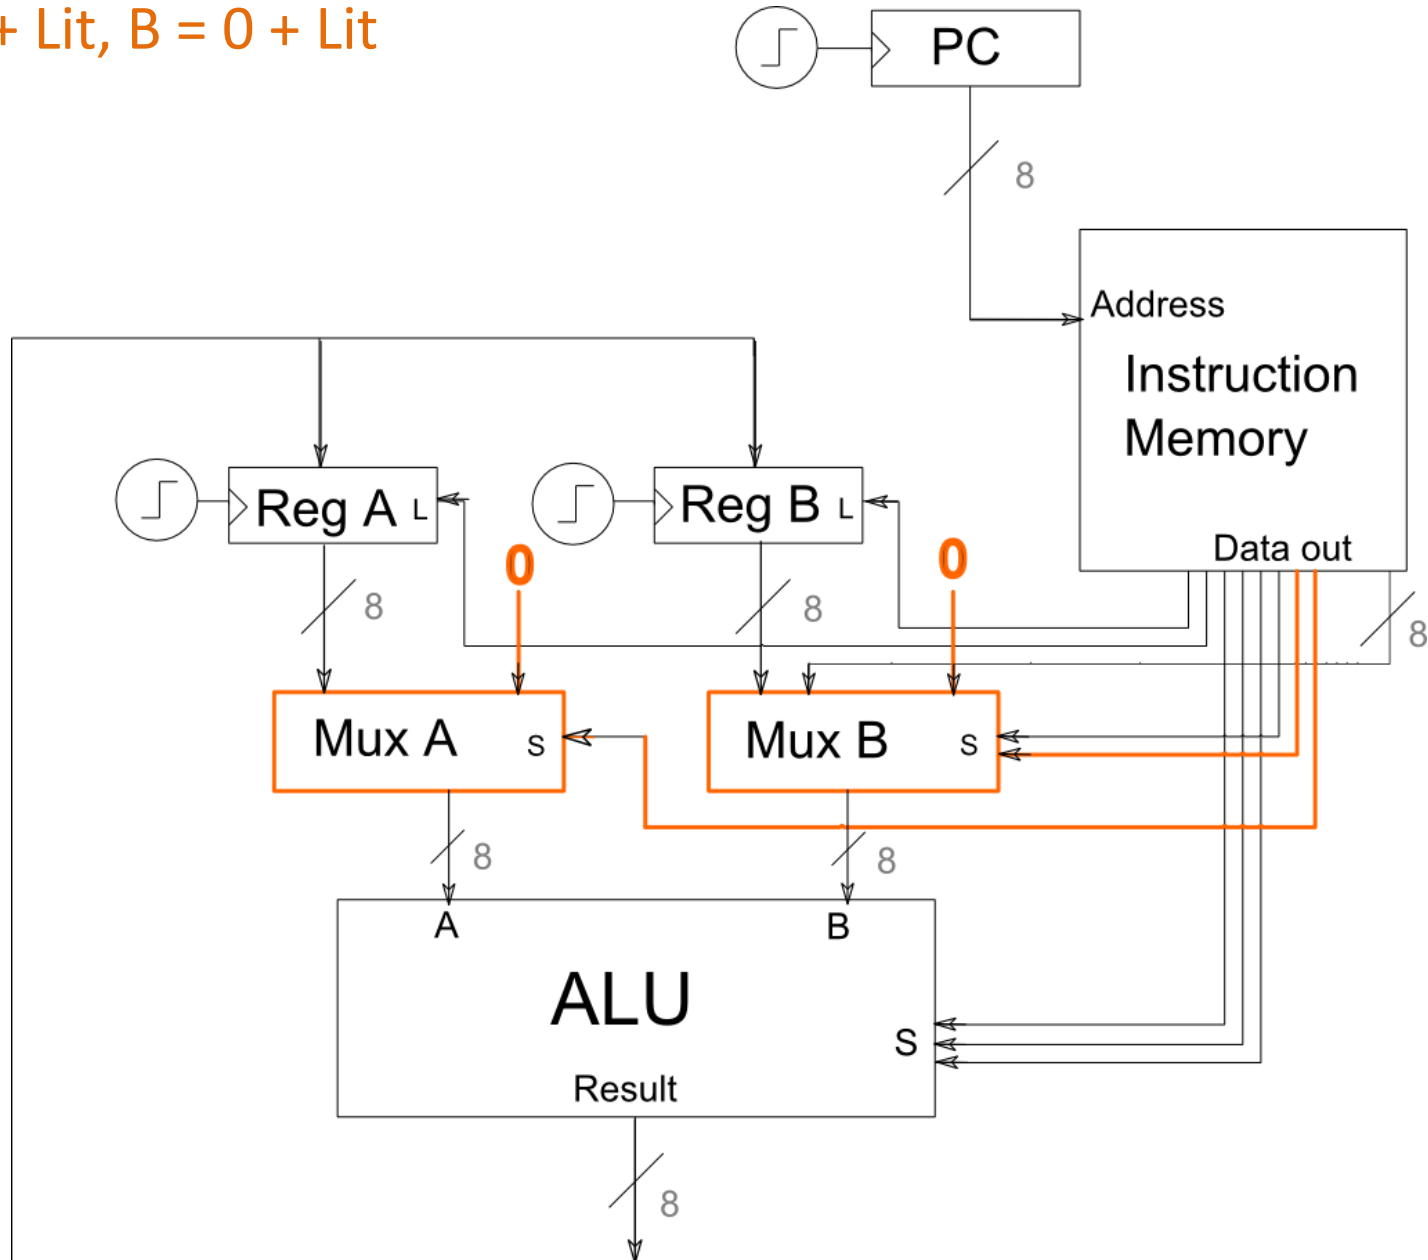 + Lit, B = 0 + Lit
PC
8
Address
Instruction
Memory
Data out
Reg A L
Reg B L
0
0
8
8
8
Mux A S
Mux B S
8
8
A
B
ALU
S
Result
8